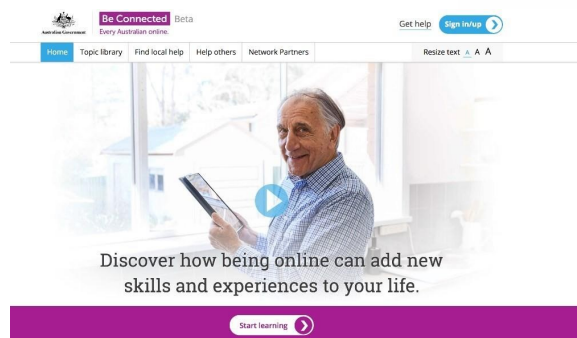 Australian Government
Be Connected Beta
Every Australian online.
Get help
Sign in/up
Home Topic library Find local help Help others Network Partners
Resize text A A A
Discover how being online can add new
skills and experiences to your life.
Start learning